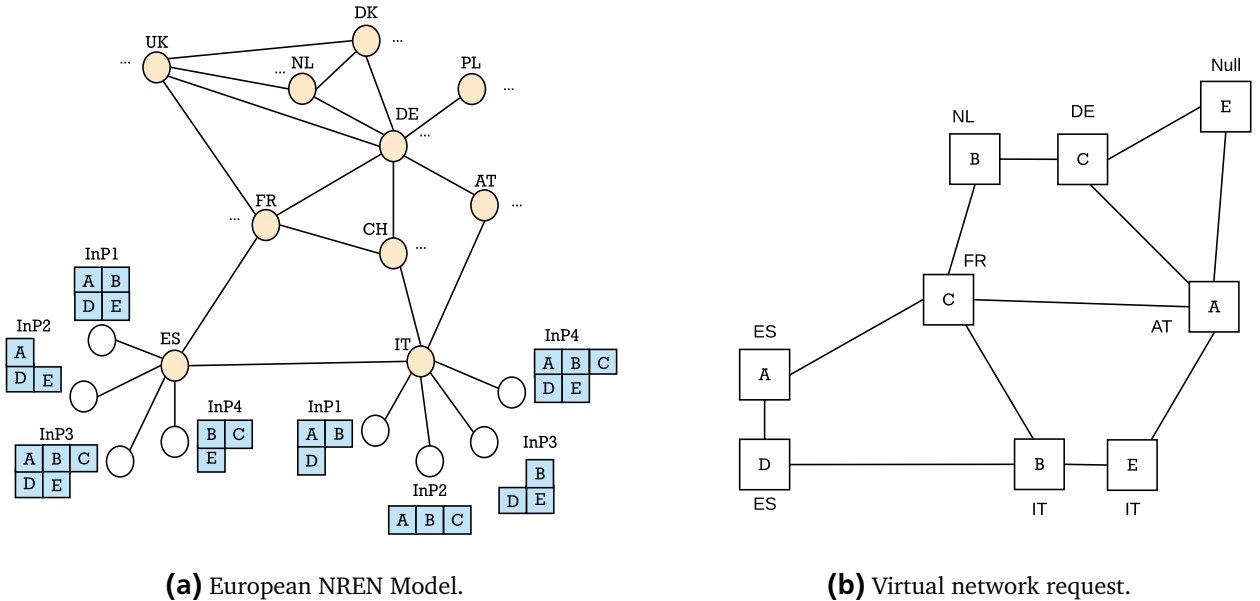 DK
...
UK
...
NL
...
PL
...
DE
...
AT
...
FR
...
CH
...
InP1
A B
D E
InP2
A
D E
ES
IT
InP4
A B C
D E
InP4
B C
E
InP1
A B
D
InP3
A B C
D E
InP3
B
D E
InP2
A B C
(a) European NREN Model.
Null
E
NL
B
DE
C
FR
C
A
AT
ES
A
D
ES
B
IT
E
IT
(b) Virtual network request.